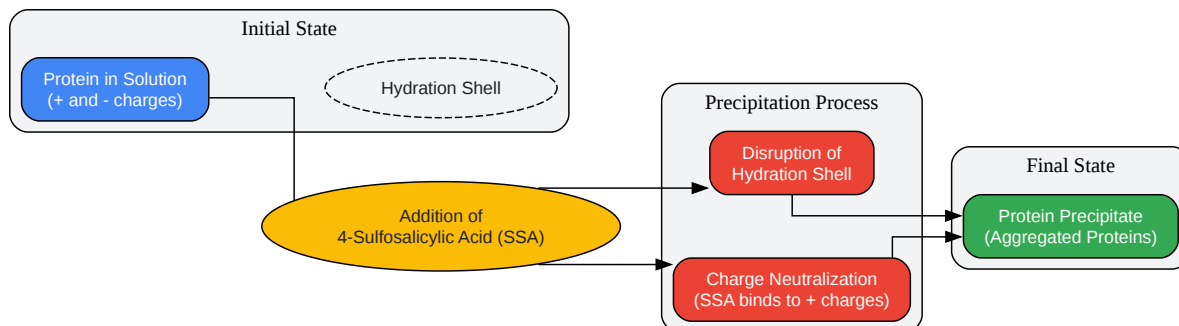 Initial State
Protein in Solution
(+ and - charges)
Hydration Shell
Addition of
4-Sulfosalicylic Acid (SSA)
Precipitation Process
Disruption of
Hydration Shell
Charge Neutralization
(SSA binds to + charges)
Final State
Protein Precipitate
(Aggregated Proteins)